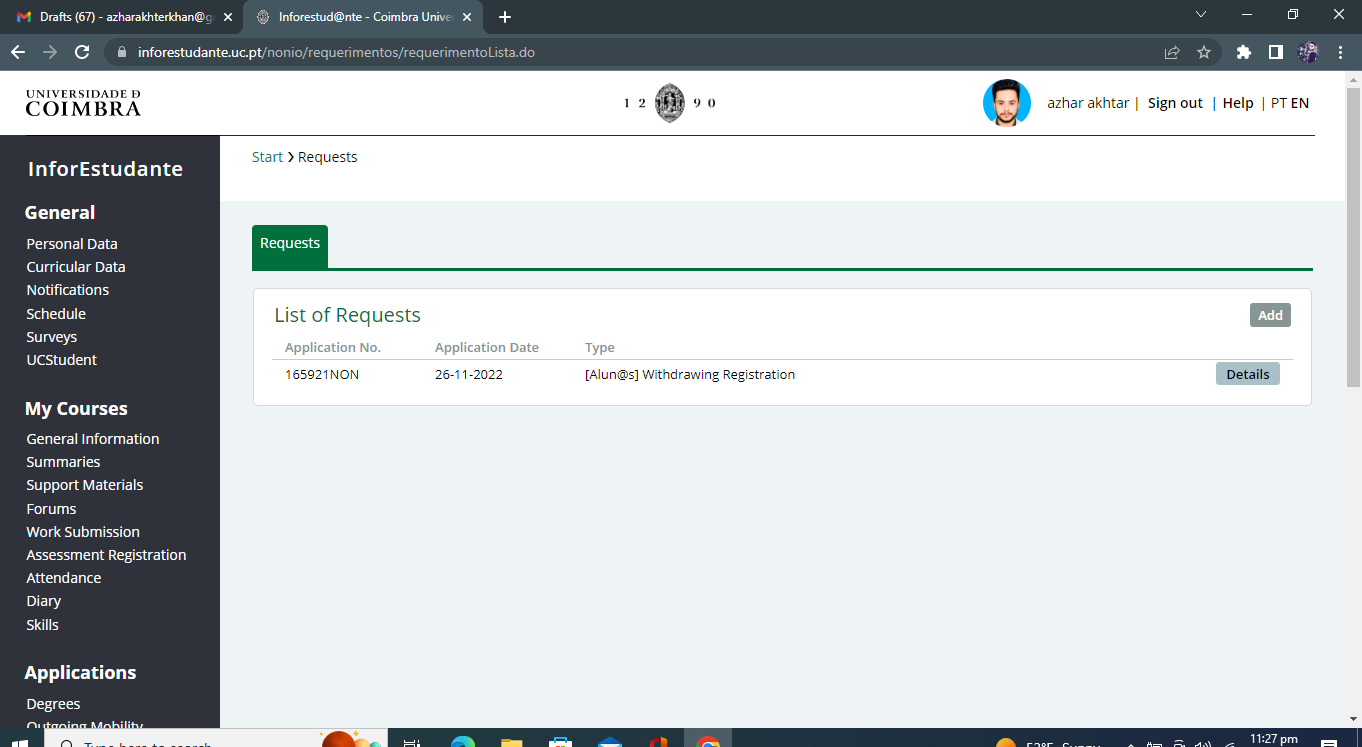 Drafts (67) - azharakhterkhan@g
Inforestud@nte - Coimbra Unive
inforestudante.uc.pt/nonio/requerimentos/requerimentoLista.do
UNIVERSIDADE D
COIMBRA
1 2 9 0
azhar akhtar | Sign out | Help | PT EN
InforEstudante
Start › Requests
General
Personal Data
Curricular Data
Notifications
Schedule
Surveys
UCStudent
My Courses
General Information
Summaries
Support Materials
Forums
Work Submission
Assessment Registration
Attendance
Diary
Skills
Applications
Degrees
Outgoing Mobility
Requests
List of Requests
Add
Application No. Application Date Type
165921NON 26-11-2022 [Alun@s] Withdrawing Registration Details
Type here to search
52°F Sunny
11:27 pm